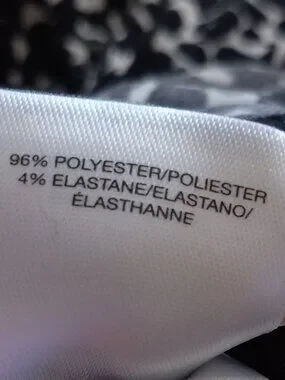 96% POLYESTER/POLIESTER
4% ELASTANE/ELASTANO/
ÉLASTHANNE